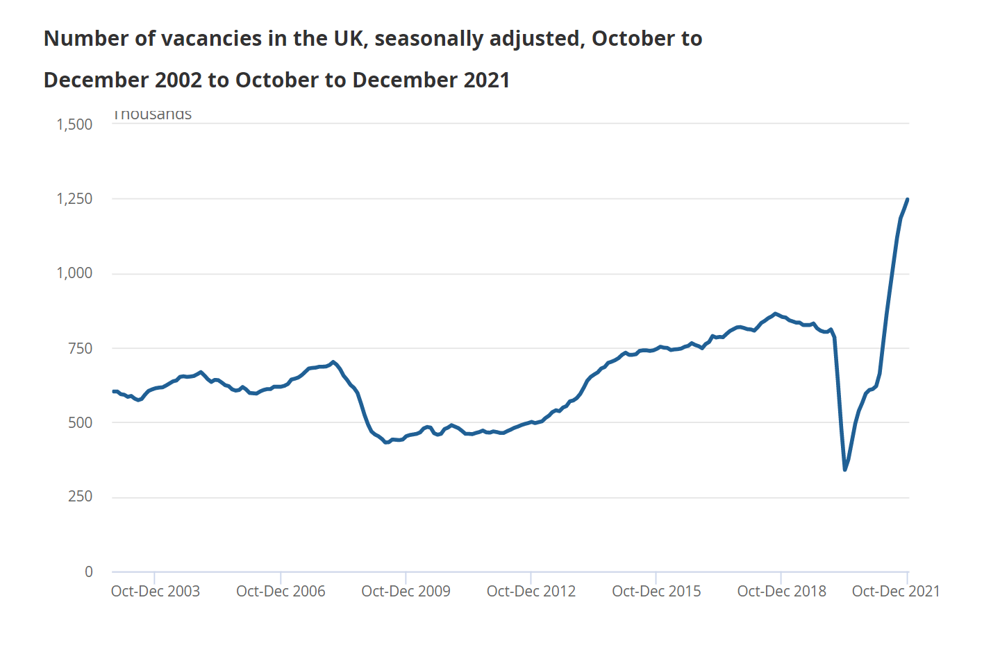 Number of vacancies in the UK, seasonally adjusted, October to
December 2002 to October to December 2021
Thousands
1,500
1,250
1,000
750
500
250
0
Oct-Dec 2003 Oct-Dec 2006 Oct-Dec 2009 Oct-Dec 2012 Oct-Dec 2015 Oct-Dec 2018 Oct-Dec 2021